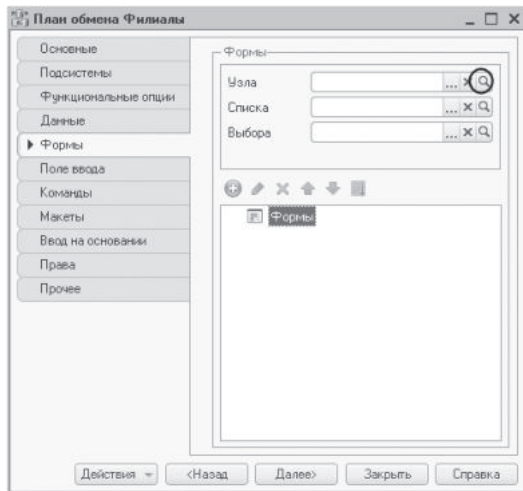 План обмена Филиалы
Основные
Подсистемы
Функциональные опции
Данные
Формы
Поле ввода
Команды
Макеты
Ввод на основании
Права
Прочее
Формы
Узла
...
Списка
...
Выбора
...
Формы
Действия
<Назад
Далее>
Закрыть
Справка